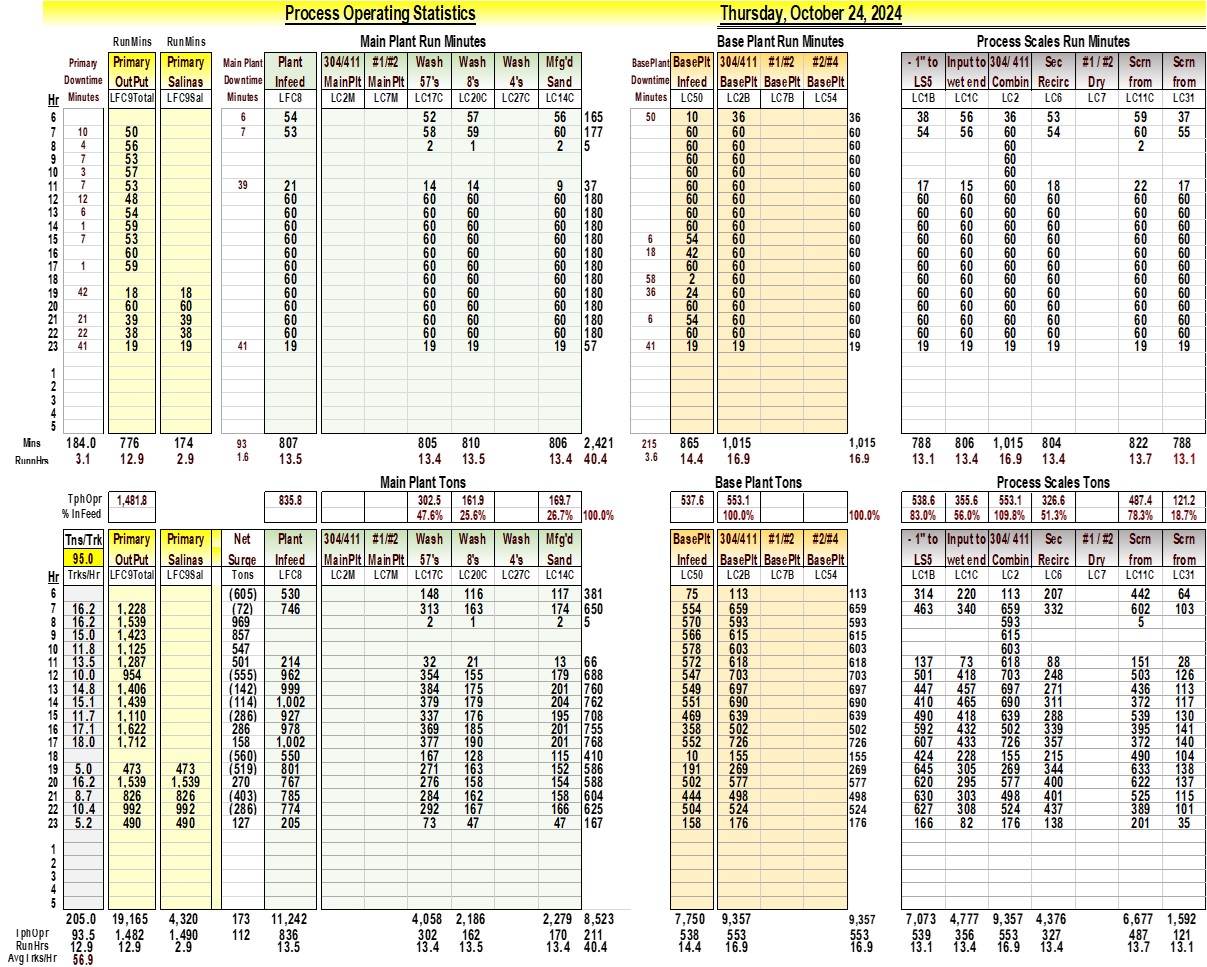 Process Operating Statistics Thursday, October 24, 2024
RunMins RunMins Main Plant Run Minutes Base Plant Run Minutes Process Scales Run Minutes
Primary Primary Primary Main Plant Plant 304/411 #1/#2 Wash Wash Wash Mfg'd BasePlant BasePlt 304/411 #1/#2 #2/#4 - 1" to Input to 304/ 411 Sec #1 / #2 Scrn Scrn
Downtime OutPut Salinas Downtime Infeed MainPlt MainPlt 57's 8's 4's Sand Downtime Infeed BasePlt BasePlt BasePlt LS5 wet end Combin Recirc Dry from from
Hr Minutes LFC9Total LFC9Sal Minutes LFC8 LC2M LC7M LC17C LC20C LC27C LC14C Minutes LC50 LC2B LC7B LC54 LC1B LC1C LC2 LC6 LC7 LC11C LC31
6 6 54 52 57 56 165 50 10 36 36 38 56 36 53 59 37
7 10 50 7 53 58 59 60 177 60 60 60 54 56 60 54 60 55
8 4 56 2 1 2 5 60 60 60 60 2
9 7 53 60 60 60 60
10 3 57 60 60 60 60
11 7 53 39 21 14 14 9 37 60 60 60 17 15 60 18 22 17
12 12 48 60 60 60 60 180 60 60 60 60 60 60 60 60 60
13 6 54 60 60 60 60 180 60 60 60 60 60 60 60 60 60
14 1 59 60 60 60 60 180 60 60 60 60 60 60 60 60 60
15 7 53 60 60 60 60 180 6 54 60 60 60 60 60 60 60 60
16 60 60 60 60 60 180 18 42 60 60 60 60 60 60 60 60
17 1 59 60 60 60 60 180 60 60 60 60 60 60 60 60 60
18 60 60 60 60 180 58 2 60 60 60 60 60 60 60 60
19 42 18 18 60 60 60 60 180 36 24 60 60 60 60 60 60 60 60
20 60 60 60 60 60 60 180 60 60 60 60 60 60 60 60 60
21 21 39 39 60 60 60 60 180 6 54 60 60 60 60 60 60 60 60
22 22 38 38 60 60 60 60 180 60 60 60 60 60 60 60 60 60
23 41 19 19 41 19 19 19 19 57 41 19 19 19 19 19 19 19 19 19
1
2
3
4
5
Mins 184.0 776 174 93 807 805 810 806 2,421 215 865 1,015 1,015 788 806 1,015 804 822 788
RunnHrs 3.1 12.9 2.9 1.6 13.5 13.4 13.5 13.4 40.4 3.6 14.4 16.9 16.9 13.1 13.4 16.9 13.4 13.7 13.1
Main Plant Tons Base Plant Tons Process Scales Tons
TphOpr 1,481.8 835.8 302.5 161.9 169.7 537.6 553.1 538.6 355.6 553.1 326.6 487.4 121.2
% InFeed 47.6% 25.6% 26.7% 100.0% 100.0% 100.0% 83.0% 56.0% 109.8% 51.3% 78.3% 18.7%
Tns/Trk Primary Primary Net Plant 304/411 #1/#2 Wash Wash Wash Mfg'd BasePlt 304/411 #1/#2 #2/#4 - 1" to Input to 304/ 411 Sec #1 / #2 Scrn Scrn
95.0 OutPut Salinas Surge Infeed MainPlt MainPlt 57's 8's 4's Sand Infeed BasePlt BasePlt BasePlt LS5 wet end Combin Recirc Dry from from
Hr Trks/Hr LFC9Total LFC9Sal Tons LFC8 LC2M LC7M LC17C LC20C LC27C LC14C LC50 LC2B LC7B LC54 LC1B LC1C LC2 LC6 LC7 LC11C LC31
6 (605) 530 148 116 117 381 75 113 113 314 220 113 207 442 64
7 16.2 1,228 (72) 746 313 163 174 650 554 659 659 463 340 659 332 602 103
8 16.2 1,539 969 2 1 2 5 570 593 593 593 5
9 15.0 1,423 857 566 615 615 615
10 11.8 1,125 547 578 603 603 603
11 13.5 1,287 501 214 32 21 13 66 572 618 618 137 73 618 88 151 28
12 10.0 954 (555) 962 354 155 179 688 547 703 703 501 418 703 248 503 126
13 14.8 1,406 (142) 999 384 175 201 760 549 697 697 447 457 697 271 436 113
14 15.1 1,439 (114) 1,002 379 179 204 762 551 690 690 410 465 690 311 372 117
15 11.7 1,110 (286) 927 337 176 195 708 469 639 639 490 418 639 288 539 130
16 17.1 1,622 286 978 369 185 201 755 358 502 502 592 432 502 339 395 141
17 18.0 1,712 158 1,002 377 190 201 768 552 726 726 607 433 726 357 372 140
18 (560) 550 167 128 115 410 10 155 155 424 228 155 215 490 104
19 5.0 473 473 (519) 801 271 163 152 586 191 269 269 645 305 269 344 633 138
20 16.2 1,539 1,539 270 767 276 158 154 588 502 577 577 620 295 577 400 622 137
21 8.7 826 826 (403) 785 284 162 158 604 444 498 498 630 303 498 401 525 115
22 10.4 992 992 (286) 774 292 167 166 625 504 524 524 627 308 524 437 389 101
23 5.2 490 490 127 205 73 47 47 167 158 176 176 166 82 176 138 201 35
1
2
3
4
5
205.0 19,165 4,320 173 11,242 4,058 2,186 2,279 8,523 7,750 9,357 9,357 7,073 4,777 9,357 4,376 6,677 1,592
TphOpr 93.5 1,482 1,490 112 836 302 162 170 211 538 553 553 539 356 553 327 487 121
RunHrs 12.9 12.9 2.9 13.5 13.4 13.5 13.4 40.4 14.4 16.9 16.9 13.1 13.4 16.9 13.4 13.7 13.1
AvgTrks/Hr 56.9